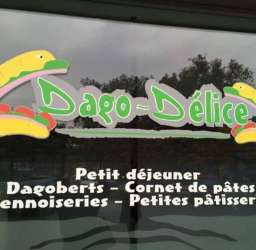 Dago-Délice
Petit déjeuner
Dagoberts - Cornet de pâtes
ennoiseries - Petites pâtisser